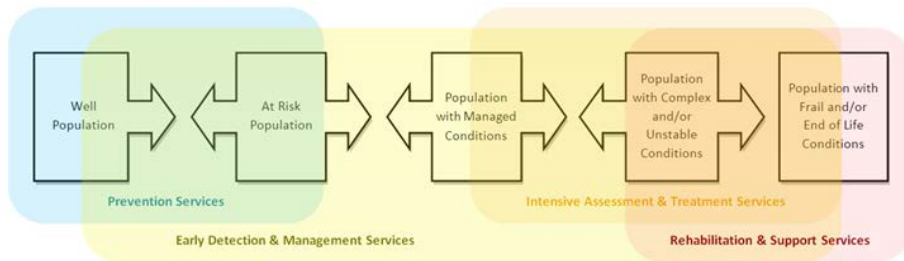 Well
Population
At Risk
Population
Population
with Managed
Conditions
Population
with Complex
and/or
Unstable
Conditions
Population with
Frail and/or
End of Life
Conditions
Prevention Services
Intensive Assessment & Treatment Services
Early Detection & Management Services
Rehabilitation & Support Services